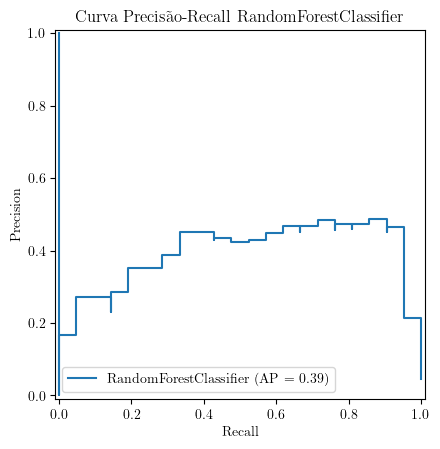 Curva Precisão-Recall RandomForestClassifier
1.0
0.8
0.6
0.4
0.2
0.0
Precision
RandomForestClassifier (AP = 0.39)
0.0 0.2 0.4 0.6 0.8 1.0
Recall